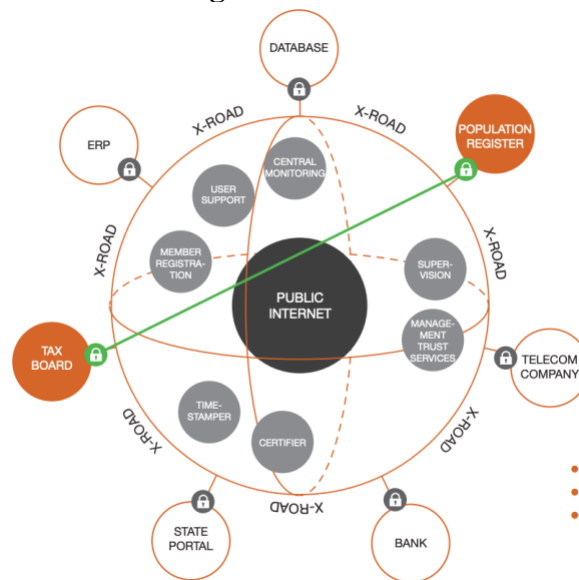 DATABASE
X-ROAD
X-ROAD
POPULATION
REGISTER
ERP
CENTRAL
MONITORING
USER
SUPPORT
X-ROAD
MEMBER
REGISTRA-
TION
SUPER-
VISION
X-ROAD
PUBLIC
INTERNET
MANAGE-
MENT
TRUST
SERVICES
TAX
BOARD
TELECOM
COMPANY
TIME-
STAMPER
CERTIFIER
X-ROAD
X-ROAD
X-ROAD
STATE
PORTAL
BANK